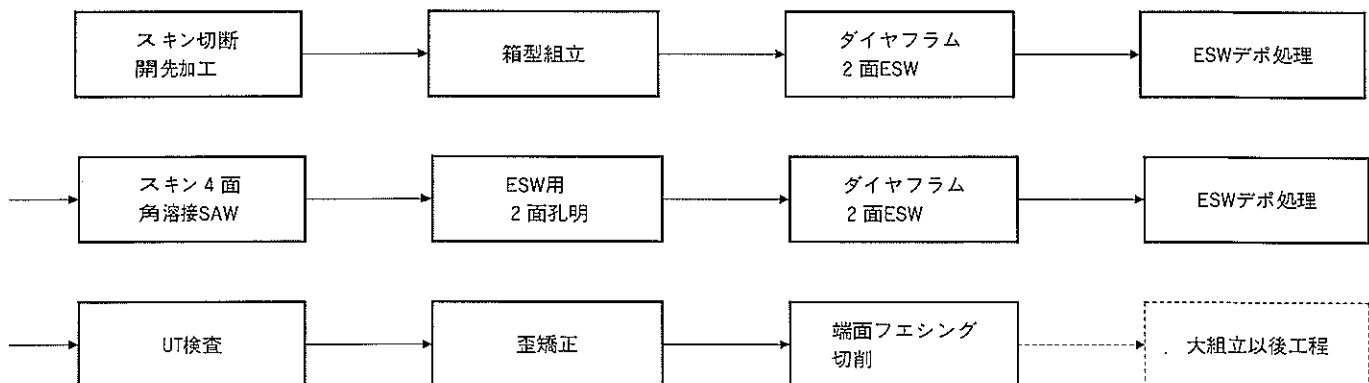 スキン切断
開先加工
箱型組立
ダイヤフラム
2面ESW
ESWデポ処理
スキン4面
角溶接SAW
ESW用
2面孔明
ダイヤフラム
2面ESW
ESWデポ処理
UT検査
歪矯正
端面フエシング
切削
大組立以後工程